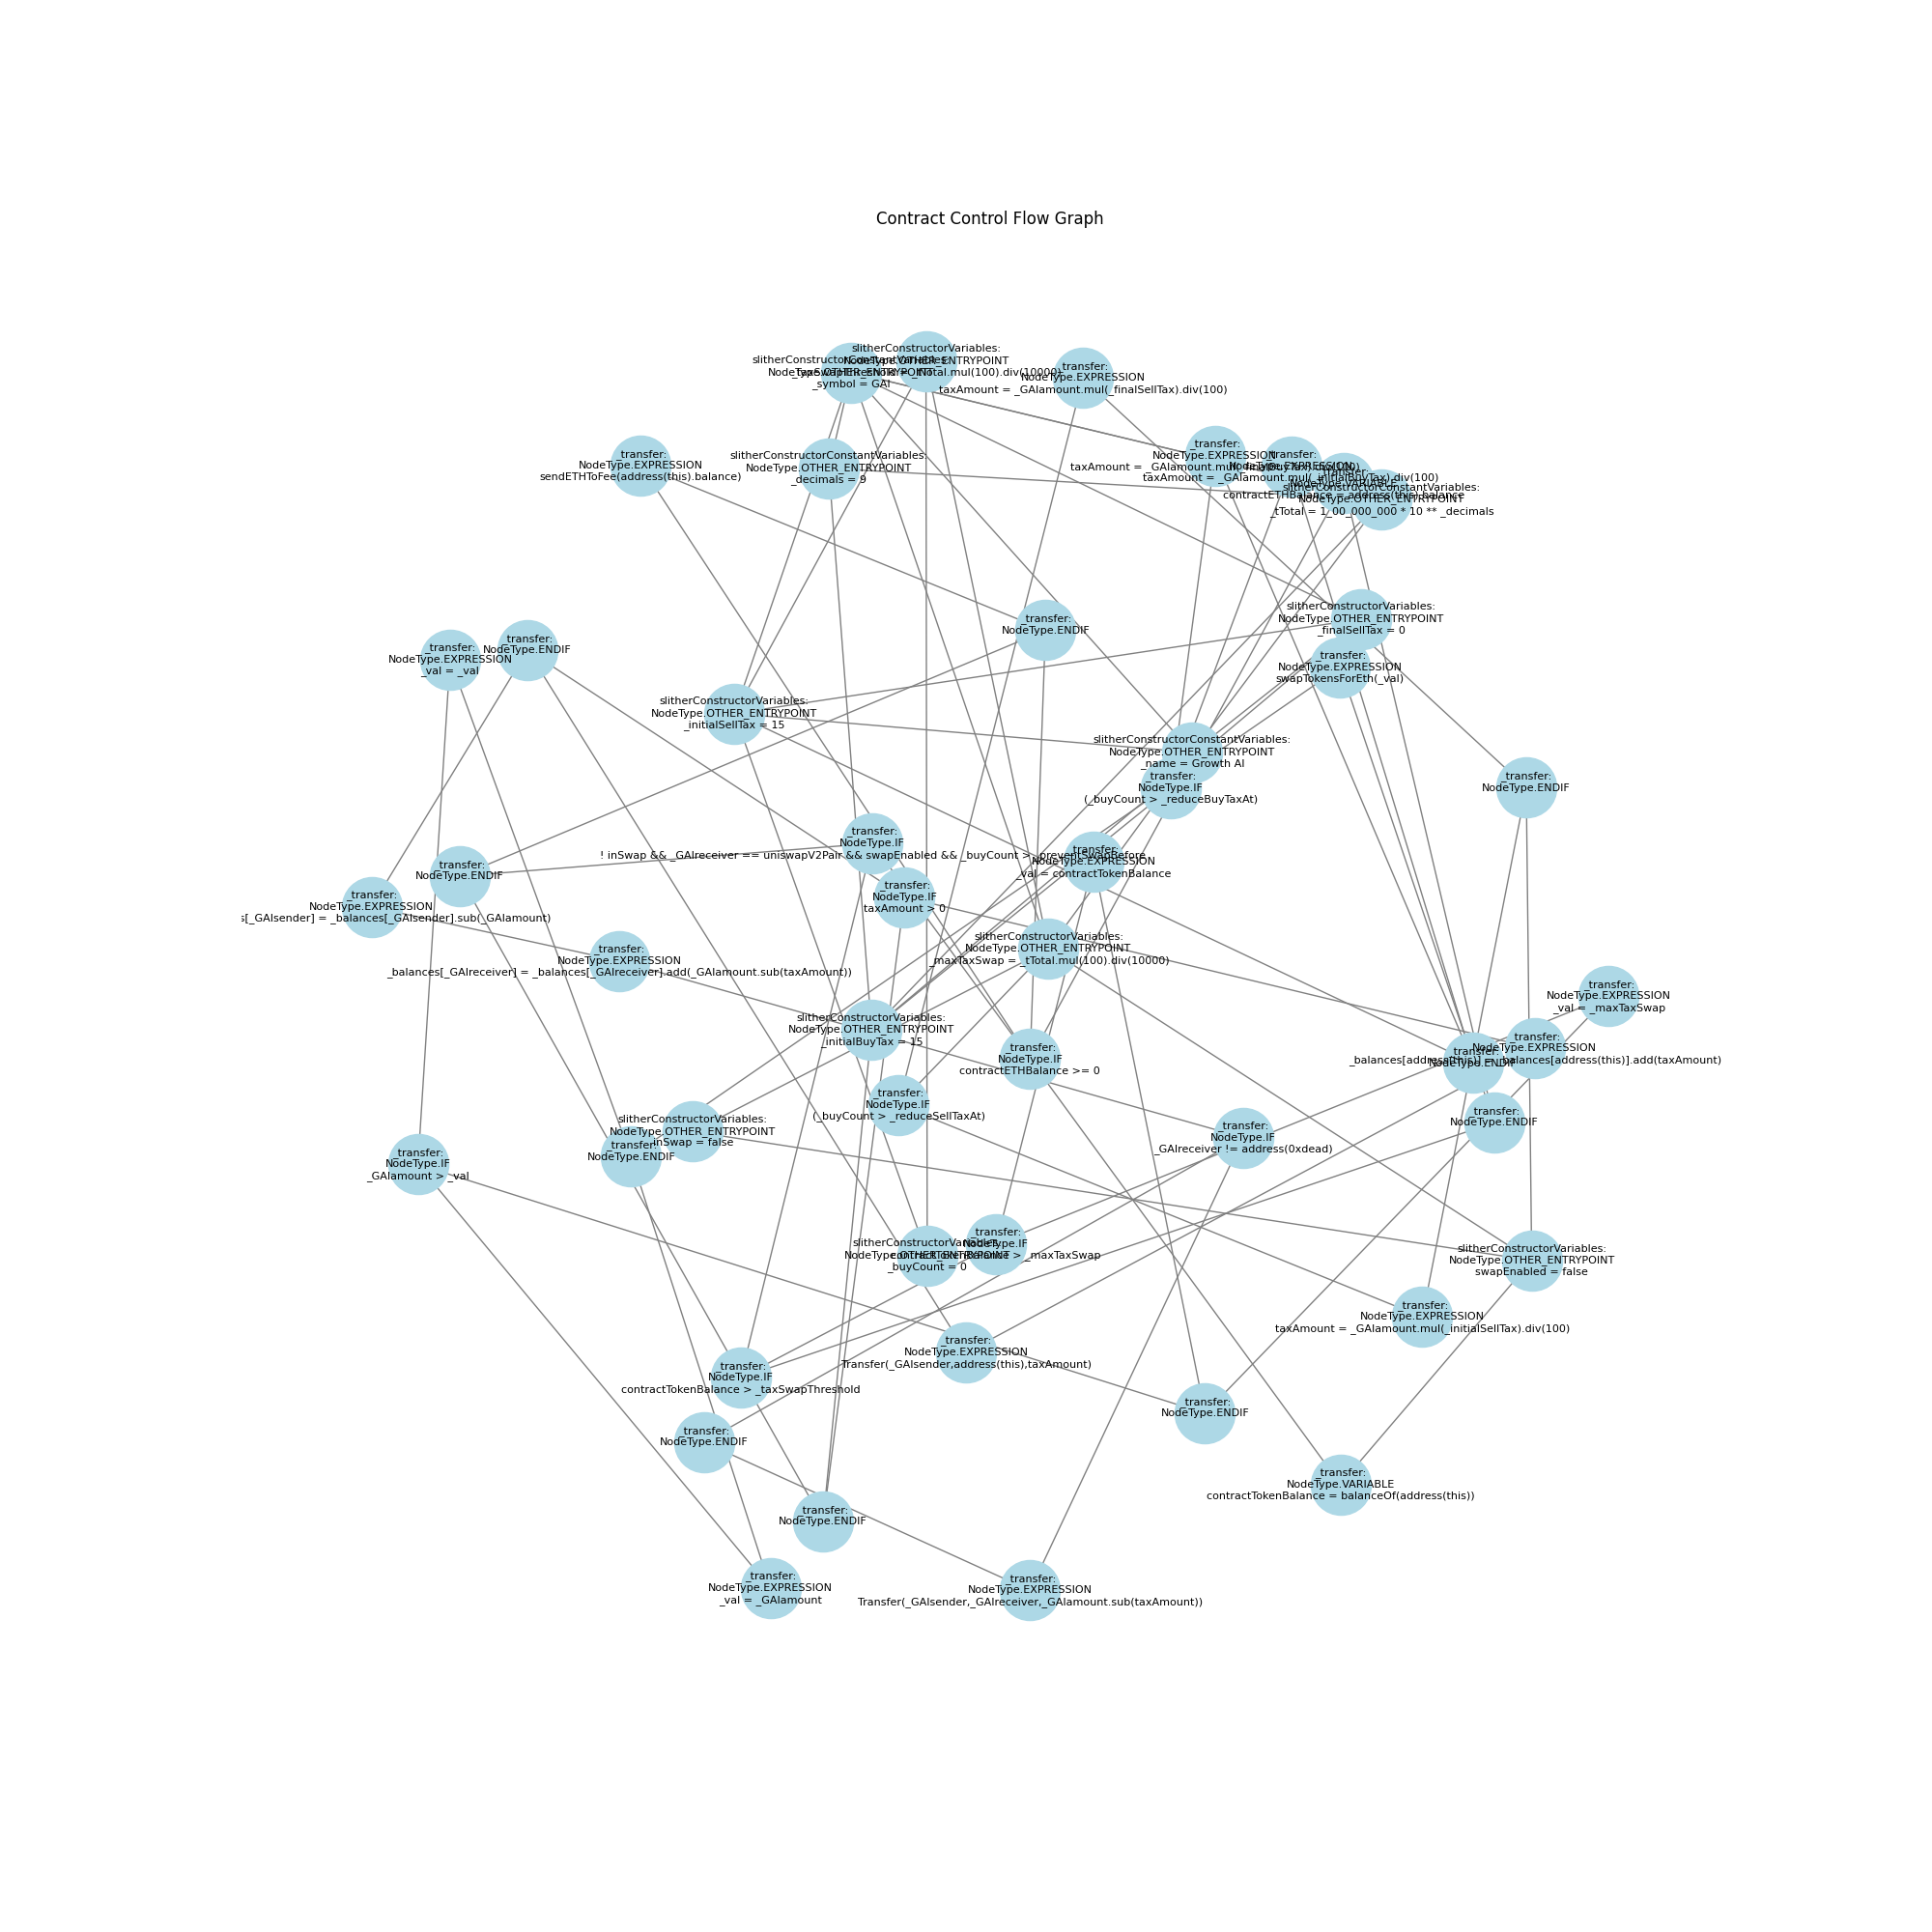 Contract Control Flow Graph
slitherConstructorVariables:
NodeType.OTHER_ENTRYPOINT
_taxSwapThreshold = _tTotal.mul(100).div(10000)
slitherConstructorConstantVariables:
NodeType.OTHER_ENTRYPOINT
_symbol = GAI
_transfer:
NodeType.EXPRESSION
taxAmount = _GAIamount.mul(_finalSellTax).div(100)
_transfer:
NodeType.EXPRESSION
taxAmount = _GAIamount.mul(_finalBuyTax).div(100)
_transfer:
NodeType.EXPRESSION
taxAmount = _GAIamount.mul(_initialBuyTax).div(100)
_transfer:
NodeType.VARIABLE
contractETHBalance = address(this).balance
slitherConstructorConstantVariables:
NodeType.OTHER_ENTRYPOINT
_tTotal = 1_00_000_000 * 10 ** _decimals
_transfer:
NodeType.EXPRESSION
sendETHToFee(address(this).balance)
slitherConstructorConstantVariables:
NodeType.OTHER_ENTRYPOINT
_decimals = 9
_transfer:
NodeType.ENDIF
slitherConstructorVariables:
NodeType.OTHER_ENTRYPOINT
_finalSellTax = 0
_transfer:
NodeType.ENDIF
_transfer:
NodeType.EXPRESSION
_val = _val
_transfer:
NodeType.EXPRESSION
swapTokensForEth(_val)
slitherConstructorVariables:
NodeType.OTHER_ENTRYPOINT
_initialSellTax = 15
slitherConstructorConstantVariables:
NodeType.OTHER_ENTRYPOINT
_name = Growth AI
_transfer:
NodeType.IF
(_buyCount > _reduceBuyTaxAt)
_transfer:
NodeType.ENDIF
_transfer:
NodeType.IF
! inSwap && _GAIreceiver == uniswapV2Pair && swapEnabled && _buyCount > _preventSwapBefore
_transfer:
NodeType.EXPRESSION
_val = contractTokenBalance
_transfer:
NodeType.ENDIF
_transfer:
NodeType.IF
taxAmount > 0
_transfer:
NodeType.EXPRESSION
s[_GAIsender] = _balances[_GAIsender].sub(_GAIamount)
_transfer:
NodeType.EXPRESSION
_balances[_GAIreceiver] = _balances[_GAIreceiver].add(_GAIamount.sub(taxAmount))
slitherConstructorVariables:
NodeType.OTHER_ENTRYPOINT
_maxTaxSwap = _tTotal.mul(100).div(10000)
_transfer:
NodeType.EXPRESSION
_val = _maxTaxSwap
slitherConstructorVariables:
NodeType.OTHER_ENTRYPOINT
_initialBuyTax = 15
_transfer:
NodeType.IF
contractETHBalance >= 0
_transfer:
NodeType.EXPRESSION
_balances[address(this)] = _balances[address(this)].add(taxAmount)
_transfer:
NodeType.ENDIF
_transfer:
NodeType.IF
(_buyCount > _reduceSellTaxAt)
_transfer:
NodeType.ENDIF
slitherConstructorVariables:
NodeType.OTHER_ENTRYPOINT
inSwap = false
_transfer:
NodeType.ENDIF
_transfer:
NodeType.IF
_GAIreceiver != address(0xdead)
_transfer:
NodeType.IF
_GAIamount > _val
slitherConstructorVariables:
NodeType.OTHER_ENTRYPOINT
_buyCount = 0
_transfer:
NodeType.IF
contractTokenBalance > _maxTaxSwap
slitherConstructorVariables:
NodeType.OTHER_ENTRYPOINT
swapEnabled = false
_transfer:
NodeType.EXPRESSION
taxAmount = _GAIamount.mul(_initialSellTax).div(100)
_transfer:
NodeType.EXPRESSION
Transfer(_GAIsender,address(this),taxAmount)
_transfer:
NodeType.IF
contractTokenBalance > _taxSwapThreshold
_transfer:
NodeType.ENDIF
_transfer:
NodeType.ENDIF
_transfer:
NodeType.VARIABLE
contractTokenBalance = balanceOf(address(this))
_transfer:
NodeType.ENDIF
_transfer:
NodeType.EXPRESSION
_val = _GAIamount
_transfer:
NodeType.EXPRESSION
Transfer(_GAIsender,_GAIreceiver,_GAIamount.sub(taxAmount))